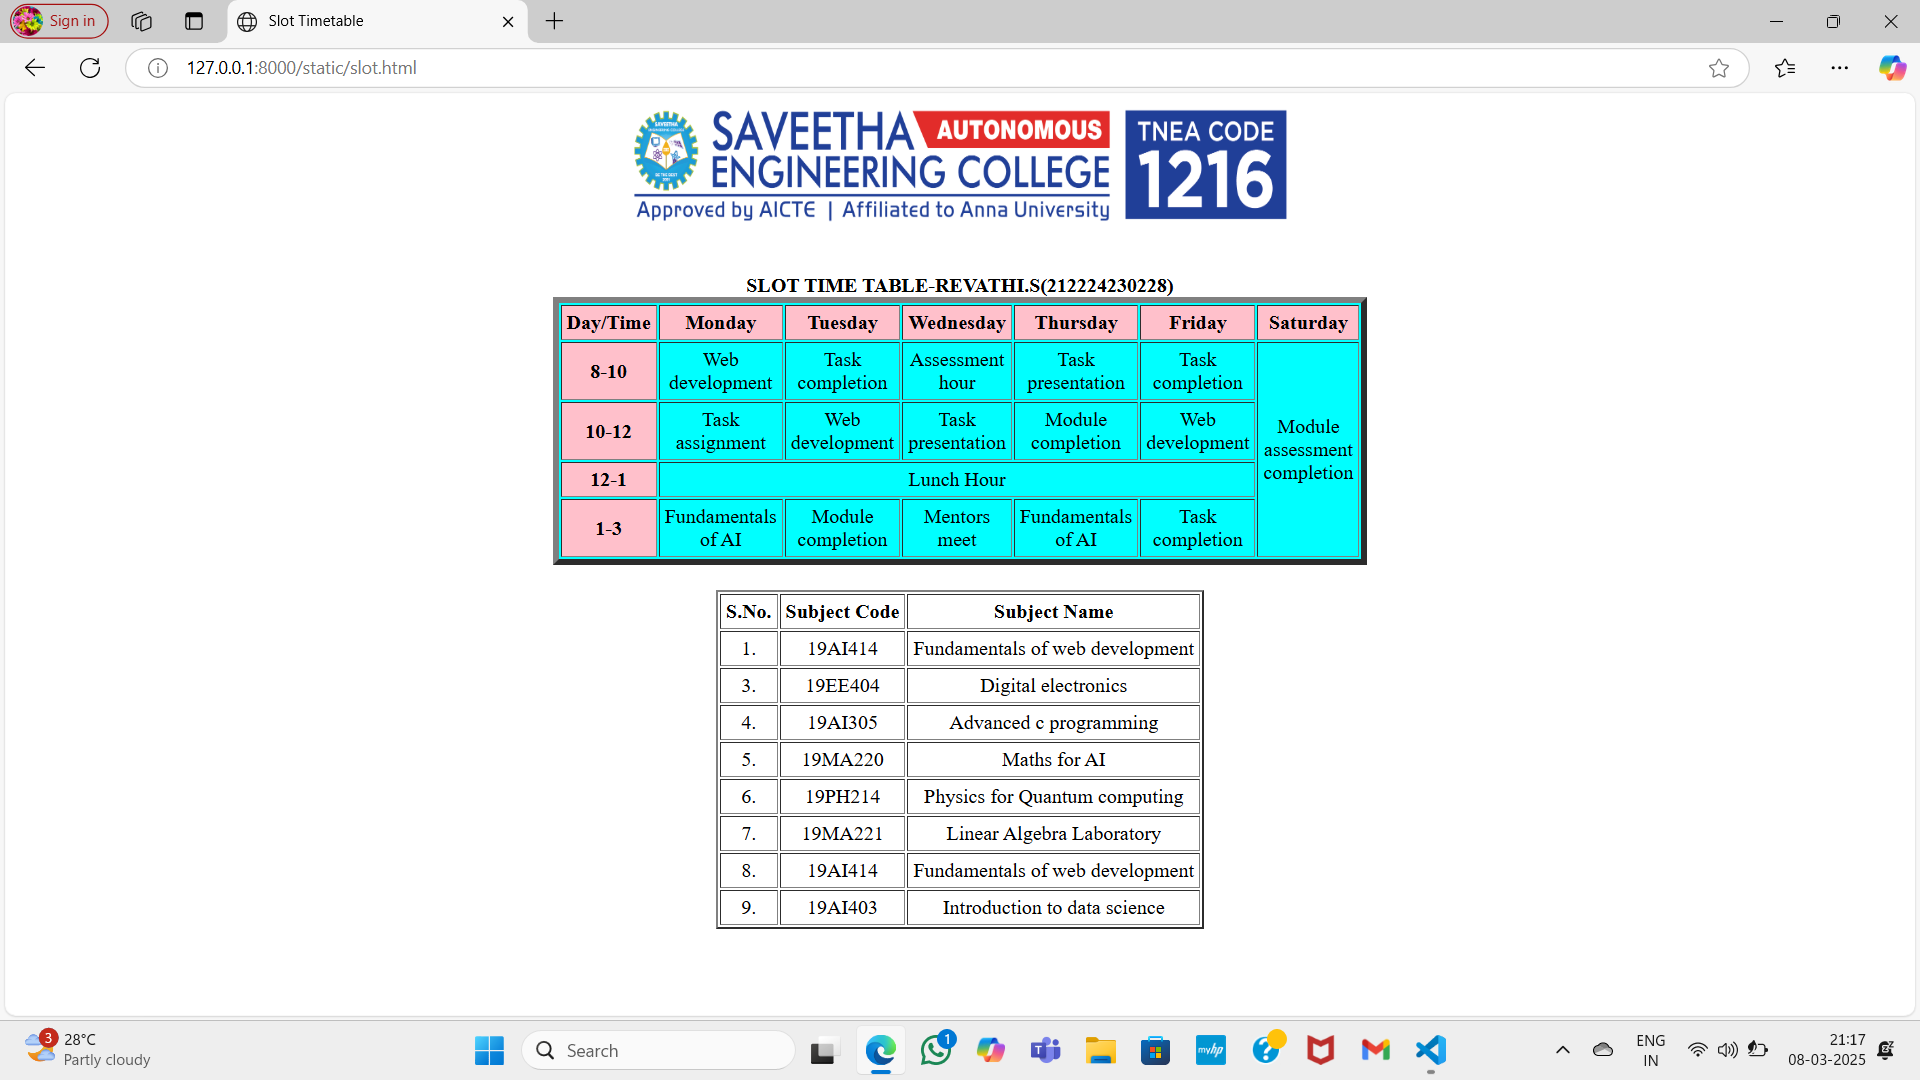 Sign in
Slot Timetable
127.0.0.1:8000/static/slot.html
SAVEETHA AUTONOMOUS
ENGINEERING COLLEGE
Approved by AICTE | Affiliated to Anna University
TNEA CODE
1216
SLOT TIME TABLE-REVATHI.S(212224230228)
Day/Time Monday Tuesday Wednesday Thursday Friday Saturday
8-10 Web development Task completion Assessment hour Task presentation Task completion Module assessment completion
10-12 Task assignment Web development Task presentation Module completion Web development
12-1 Lunch Hour
1-3 Fundamentals of AI Module completion Mentors meet Fundamentals of AI Task completion
S.No. Subject Code Subject Name
1. 19AI414 Fundamentals of web development
3. 19EE404 Digital electronics
4. 19AI305 Advanced c programming
5. 19MA220 Maths for AI
6. 19PH214 Physics for Quantum computing
7. 19MA221 Linear Algebra Laboratory
8. 19AI414 Fundamentals of web development
9. 19AI403 Introduction to data science
3
28°C
Partly cloudy
Search
1
myhp
ENG
IN
21:17
08-03-2025